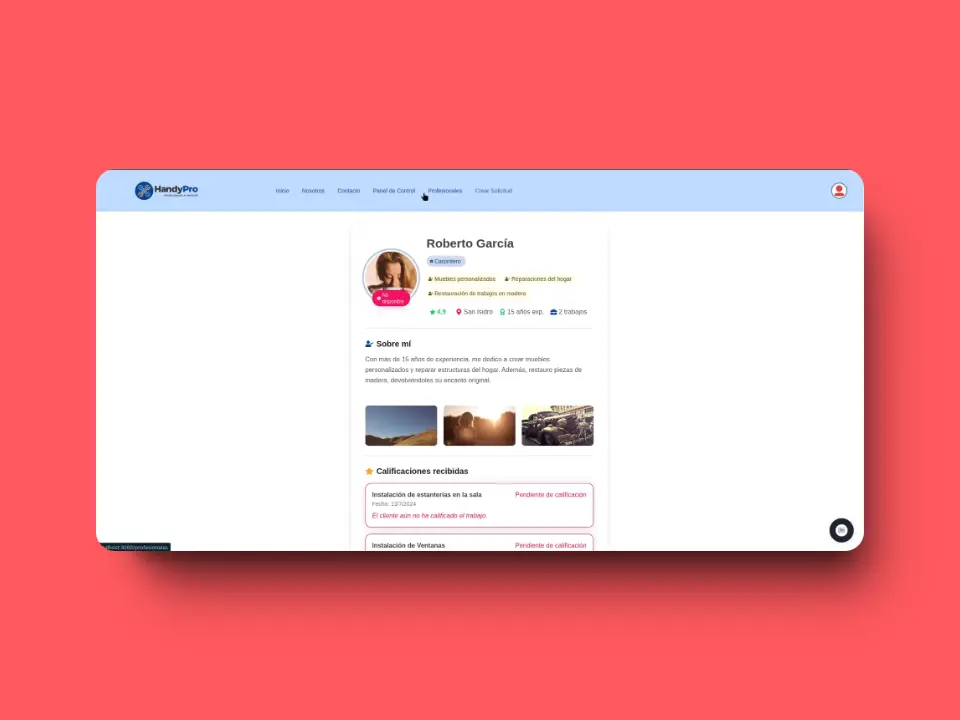 HandyPro
Inicio Nosotros Contacto Panel de Control Profesionales Crear Solicitud
Roberto García
Carpintero
Muebles personalizados Reparaciones del hogar
Restauración de trabajos en madera
No disponible
4.9 San Isidro 15 años exp. 2 trabajos
Sobre mí
Con más de 15 años de experiencia, me dedico a crear muebles
personalizados y reparar estructuras del hogar. Además, restauro piezas de
madera, devolviéndoles su encanto original.
Calificaciones recibidas
Instalación de estanterías en la sala Pendiente de calificación
Fecha: 19/7/2024
El cliente aún no ha calificado el trabajo.
Instalación de Ventanas Pendiente de calificación